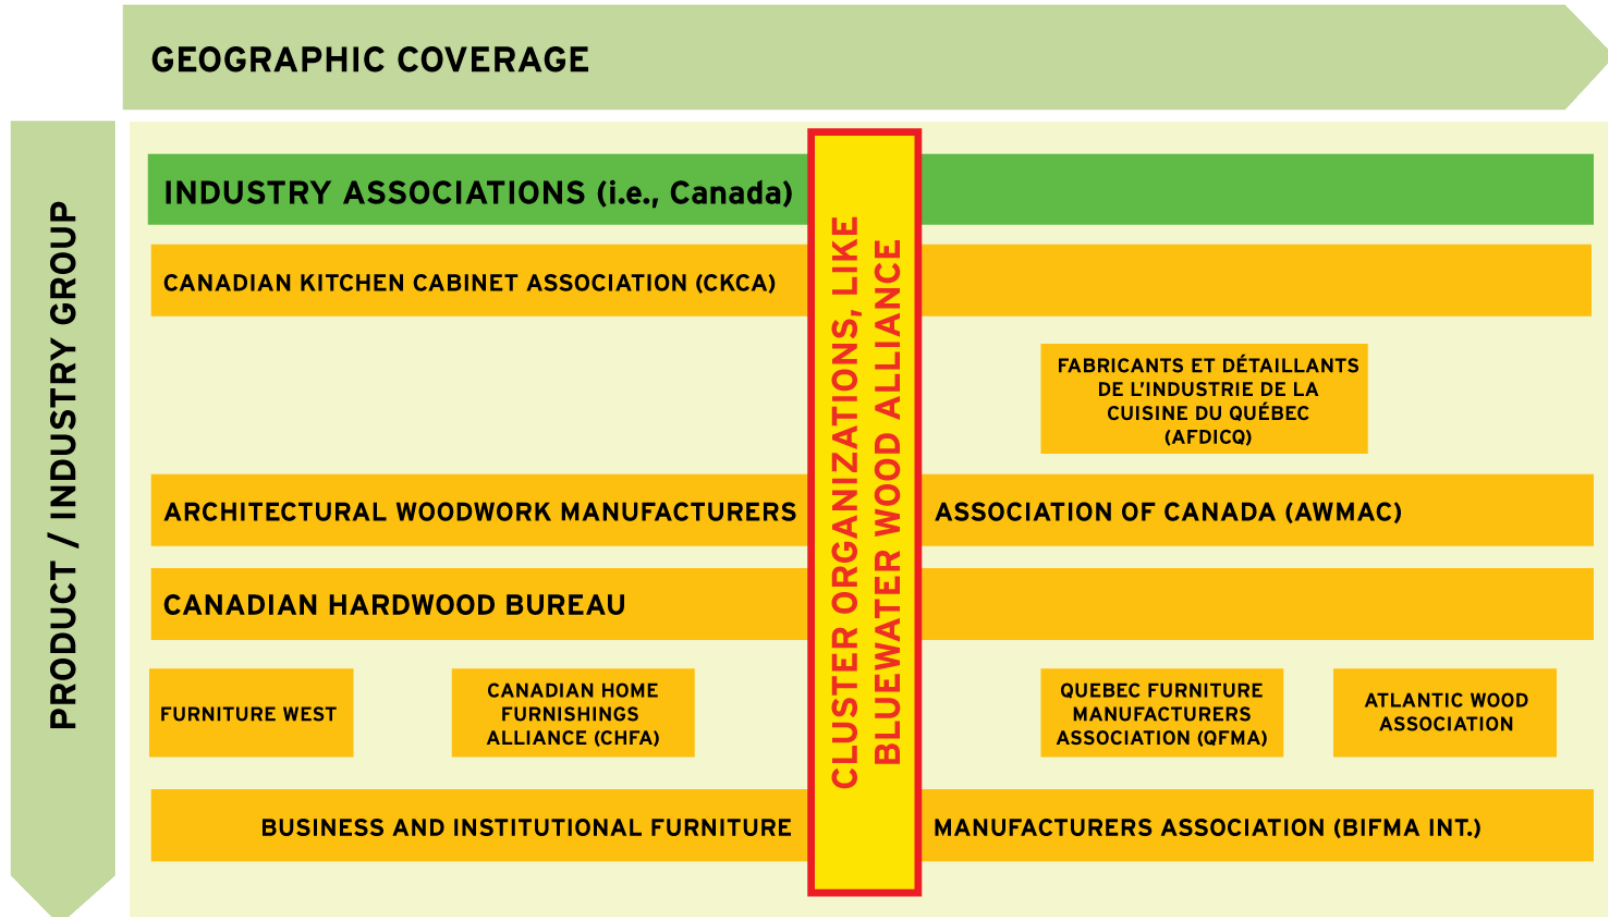 GEOGRAPHIC COVERAGE
PRODUCT / INDUSTRY GROUP
INDUSTRY ASSOCIATIONS (i.e., Canada)
CANADIAN KITCHEN CABINET ASSOCIATION (CKCA)
CLUSTER ORGANIZATIONS, LIKE
BLUEWATER WOOD ALLIANCE
FABRICANTS ET DÉTAILLANTS
DE L'INDUSTRIE DE LA
CUISINE DU QUÉBEC
(AFDICQ)
ARCHITECTURAL WOODWORK MANUFACTURERS ASSOCIATION OF CANADA (AWMAC)
CANADIAN HARDWOOD BUREAU
FURNITURE WEST
CANADIAN HOME
FURNISHINGS
ALLIANCE (CHFA)
QUEBEC FURNITURE
MANUFACTURERS
ASSOCIATION (QFMA)
ATLANTIC WOOD
ASSOCIATION
BUSINESS AND INSTITUTIONAL FURNITURE MANUFACTURERS ASSOCIATION (BIFMA INT.)